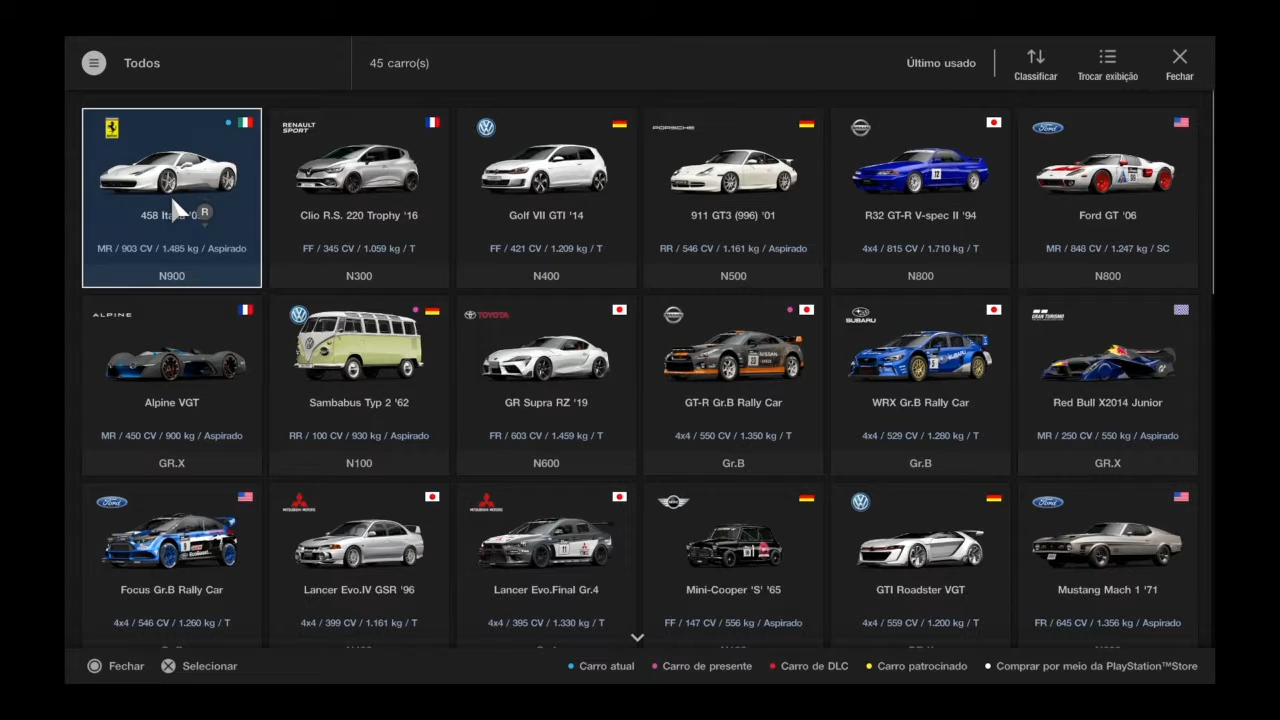 Todos
45 carro(s)
Último usado
Classificar
Trocar exibição
Fechar
RENAULT SPORT
PORSCHE
Ford
R
Clio R.S. 220 Trophy '16
Golf VII GTI '14
911 GT3 (996) '01
R32 GT-R V-spec II '94
Ford GT '06
MR / 903 CV / 1.485 kg / Aspirado
FF / 345 CV / 1.059 kg / T
FF / 421 CV / 1.209 kg / T
RR / 546 CV / 1.161 kg / Aspirado
4x4 / 815 CV / 1.710 kg / T
MR / 848 CV / 1.247 kg / SC
N900
N300
N400
N500
N800
N800
ALPINE
TOYOTA
SUBARU
GRAN TURISMO
Alpine VGT
Sambabus Typ 2 '62
GR Supra RZ '19
GT-R Gr.B Rally Car
WRX Gr.B Rally Car
Red Bull X2014 Junior
MR / 450 CV / 900 kg / Aspirado
RR / 100 CV / 930 kg / Aspirado
FR / 603 CV / 1.459 kg / T
4x4 / 550 CV / 1.350 kg / T
4x4 / 529 CV / 1.280 kg / T
MR / 250 CV / 550 kg / Aspirado
GR.X
N100
N600
Gr.B
Gr.B
GR.X
Ford
MITSUBISHI MOTORS
MITSUBISHI MOTORS
MINI
Ford
Focus Gr.B Rally Car
Lancer Evo.IV GSR '96
Lancer Evo.Final Gr.4
Mini-Cooper 'S' '65
GTI Roadster VGT
Mustang Mach 1 '71
4x4 / 546 CV / 1.260 kg / T
4x4 / 399 CV / 1.161 kg / T
4x4 / 395 CV / 1.330 kg / T
FF / 147 CV / 556 kg / Aspirado
4x4 / 559 CV / 1.200 kg / T
FR / 645 CV / 1.356 kg / Aspirado
Fechar
Selecionar
Carro atual
Carro de presente
Carro de DLC
Carro patrocinado
Comprar por meio da PlayStation™Store